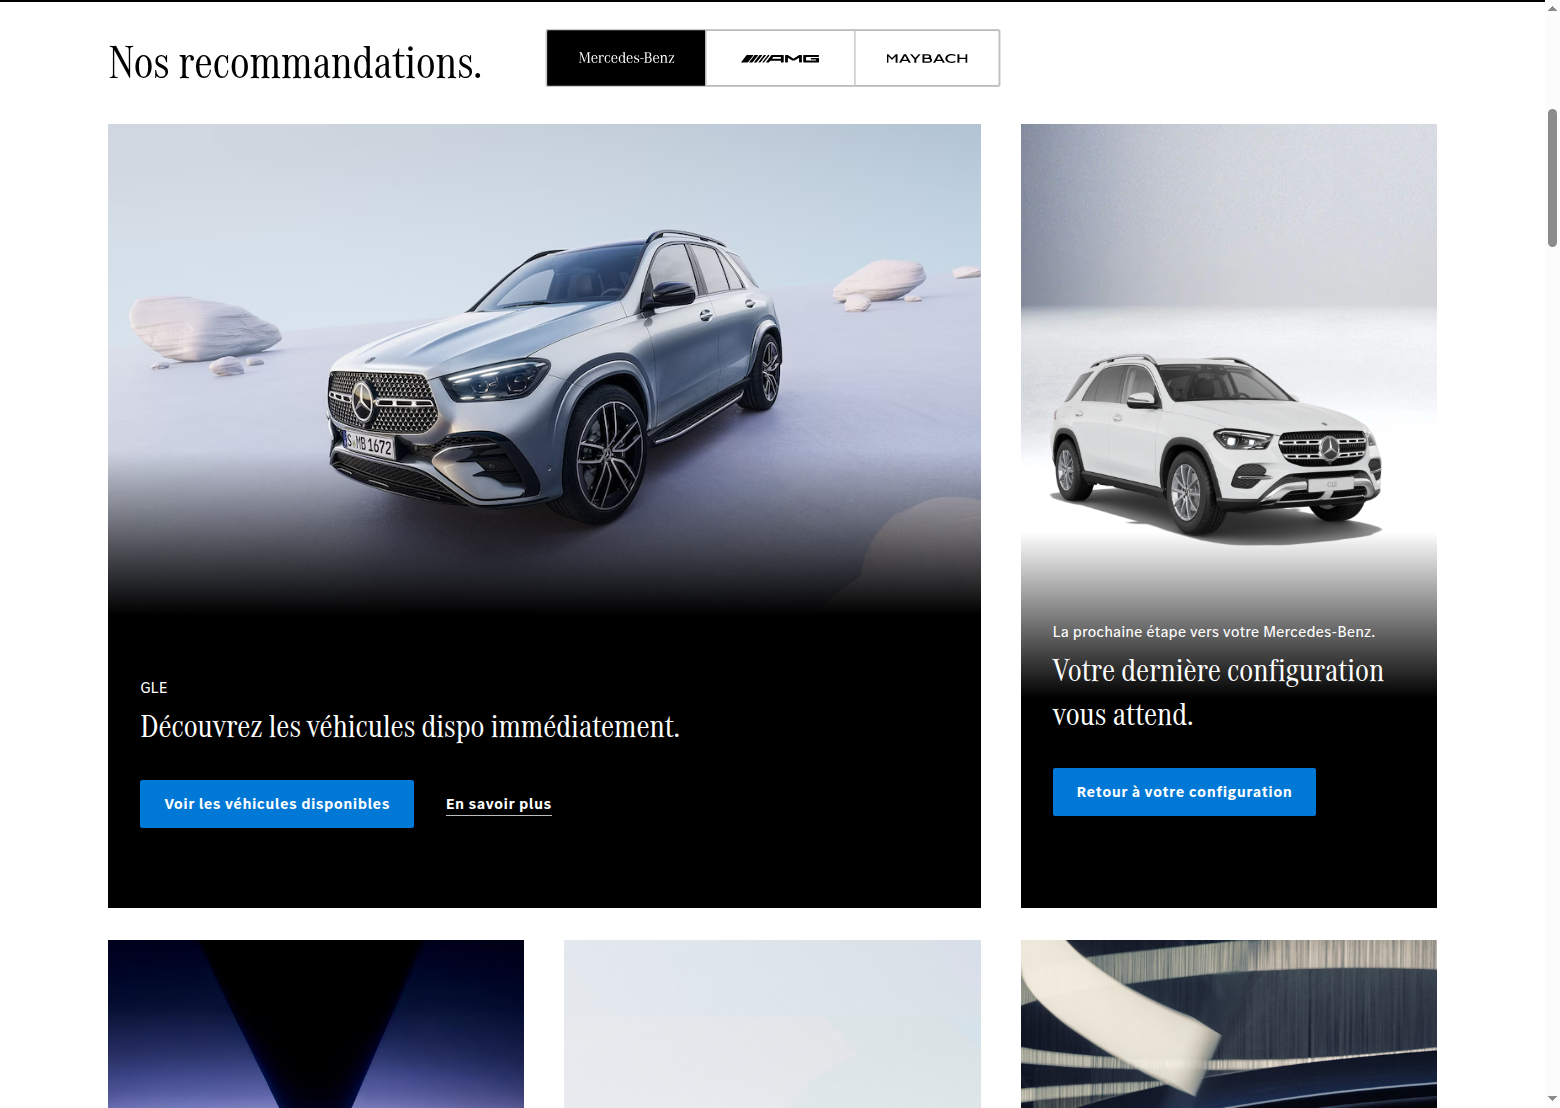 Nos recommandations.
Mercedes-Benz
AMG
MAYBACH
S·MB 1672
GLE
GLE
Découvrez les véhicules dispo immédiatement.
Voir les véhicules disponibles
En savoir plus
La prochaine étape vers votre Mercedes-Benz.
Votre dernière configuration
vous attend.
Retour à votre configuration